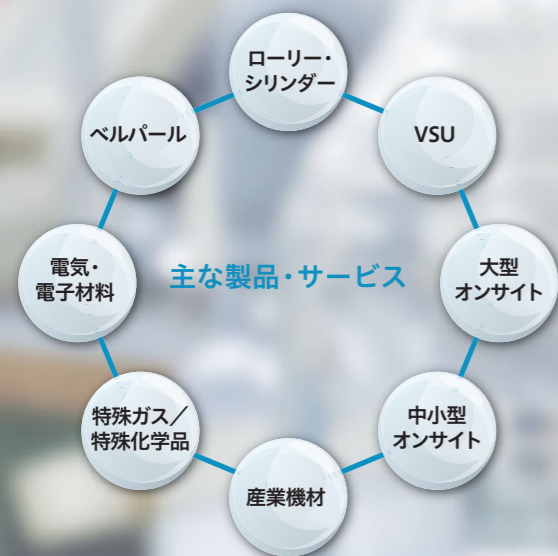 主な製品・サービス
ローリー・
シリンダー
VSU
大型
オンサイト
中小型
オンサイト
産業機材
特殊ガス／
特殊化学品
電気・
電子材料
ベルパール